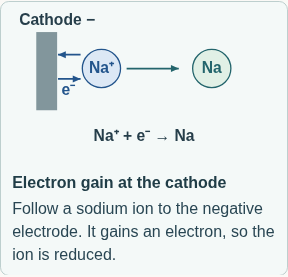 Cathode −
Na⁺
Na
e⁻
Na⁺ + e⁻ → Na
Electron gain at the cathode
Follow a sodium ion to the negative
electrode. It gains an electron, so the
ion is reduced.